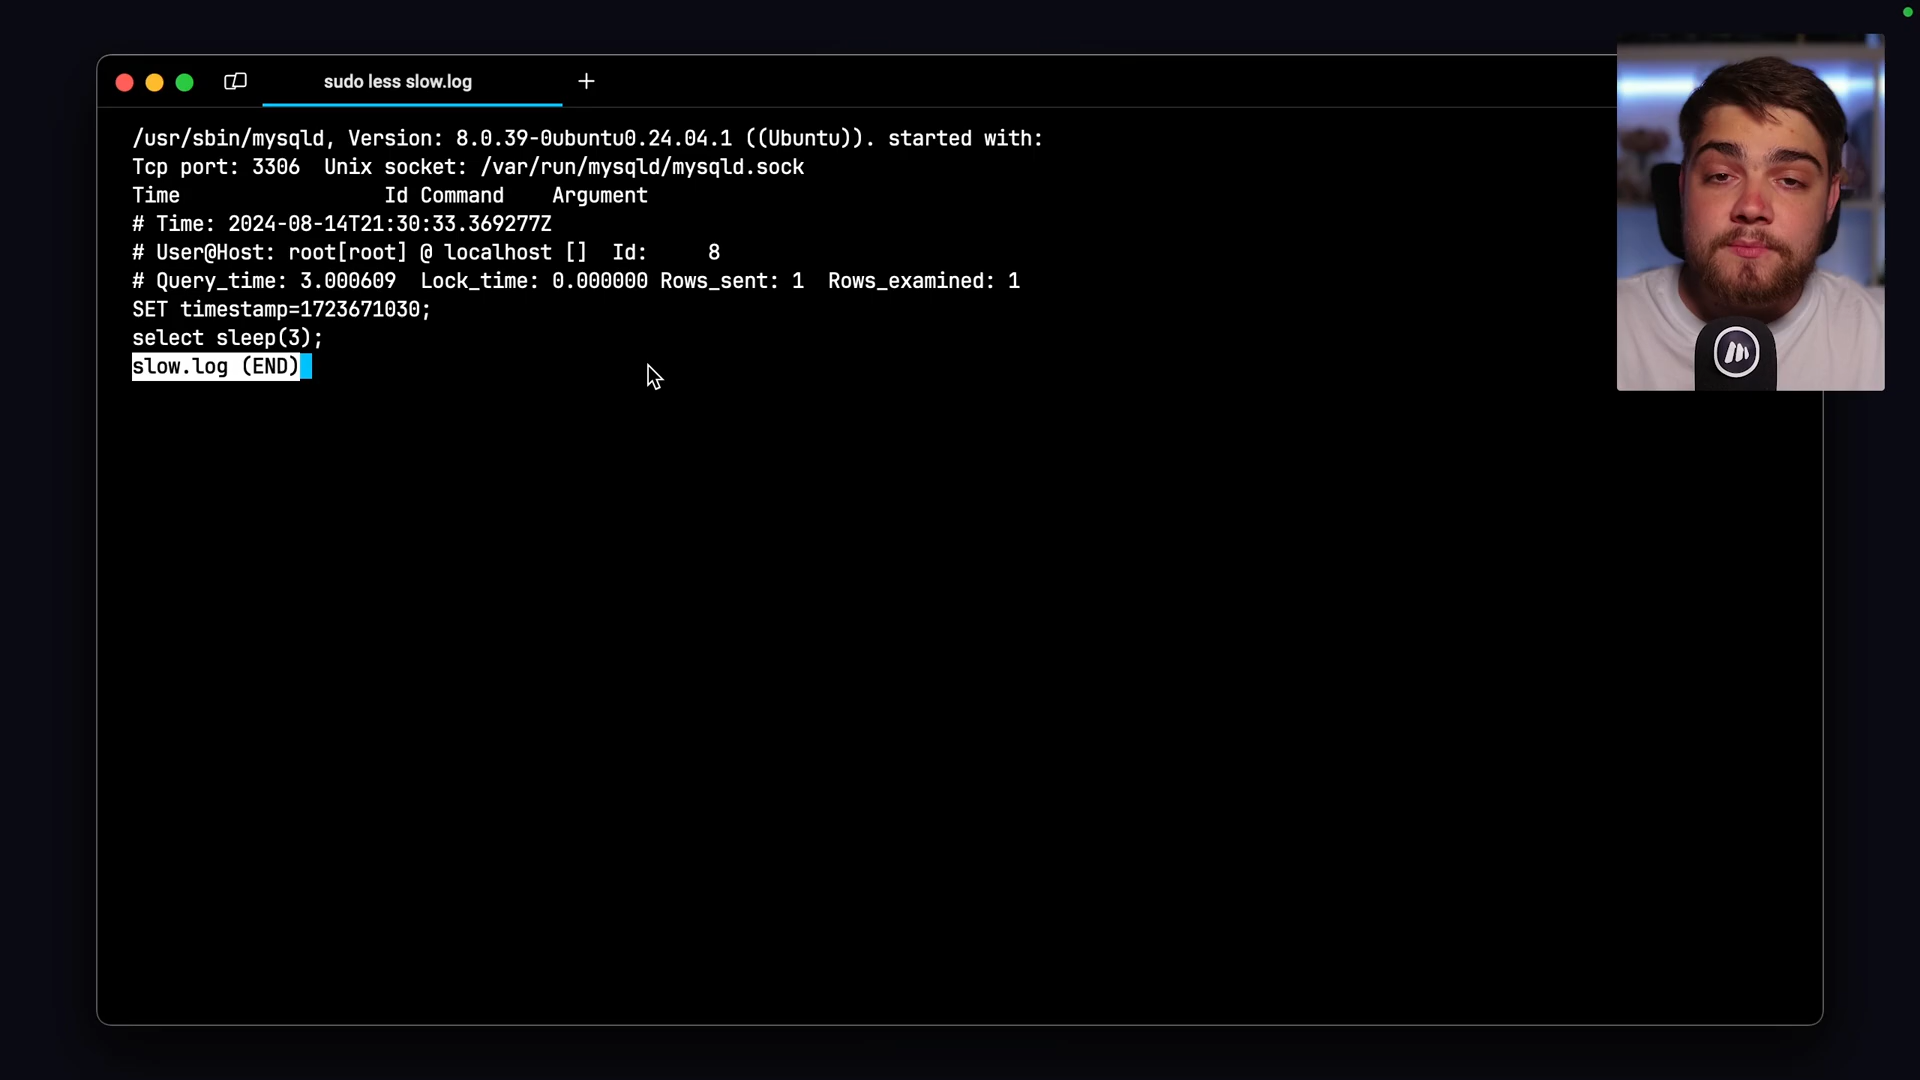 sudo less slow.log
/usr/sbin/mysqld, Version: 8.0.39-0ubuntu0.24.04.1 ((Ubuntu)). started with:
Tcp port: 3306  Unix socket: /var/run/mysqld/mysqld.sock
Time                 Id Command    Argument
# Time: 2024-08-14T21:30:33.369277Z
# User@Host: root[root] @ localhost []  Id:     8
# Query_time: 3.000609  Lock_time: 0.000000 Rows_sent: 1  Rows_examined: 1
SET timestamp=1723671030;
select sleep(3);
slow.log (END)